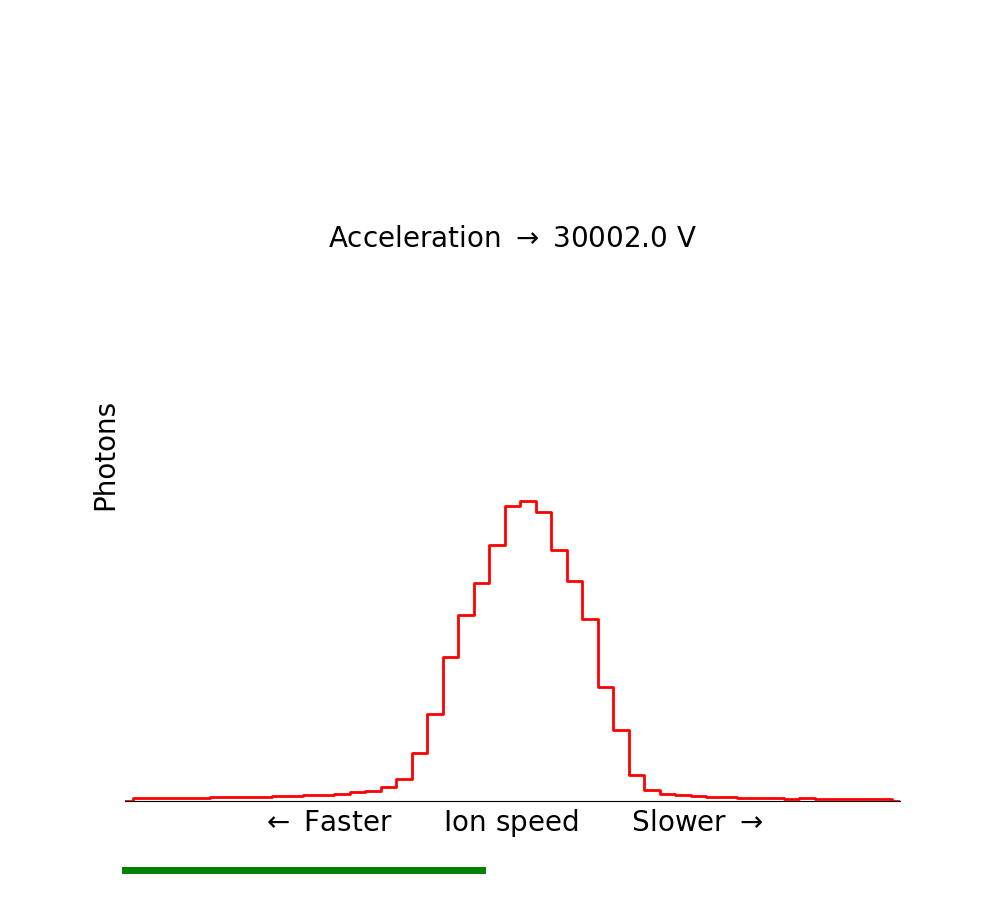 Acceleration → 30002.0 V
Photons
← Faster Ion speed Slower →